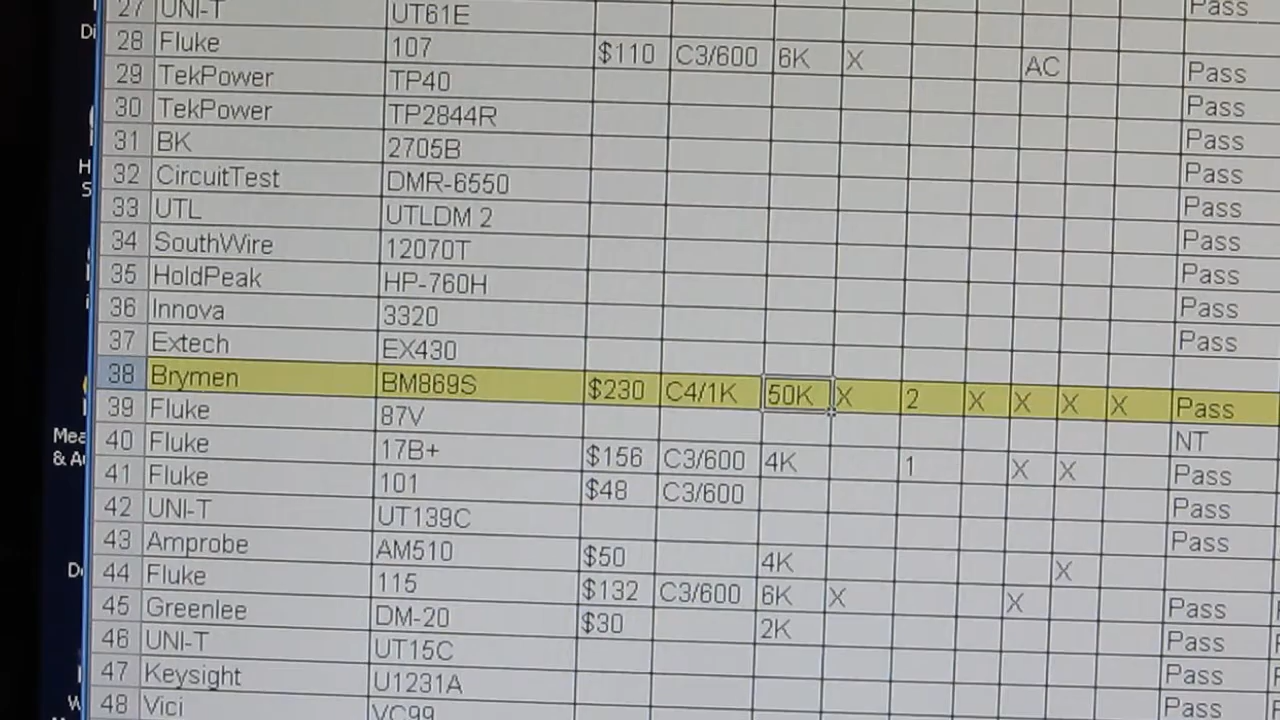 Pass
27 UNI-T UT61E
28 Fluke 107 $110 C3/600 6K X AC Pass
29 TekPower TP40 Pass
30 TekPower TP2844R Pass
31 BK 2705B Pass
32 CircuitTest DMR-6550 Pass
33 UTL UTLDM 2 Pass
34 SouthWire 12070T Pass
35 HoldPeak HP-760H Pass
36 Innova 3320 Pass
37 Extech EX430
38 Brymen BM869S $230 C4/1K 50K X 2 X X X X Pass
39 Fluke 87V NT
40 Fluke 17B+ $156 C3/600 4K 1 X X Pass
41 Fluke 101 $48 C3/600 Pass
42 UNI-T UT139C Pass
43 Amprobe AM510 $50 4K X
44 Fluke 115 $132 C3/600 6K X X Pass
45 Greenlee DM-20 $30 2K Pass
46 UNI-T UT15C Pass
47 Keysight U1231A Pass
48 Vici VC99